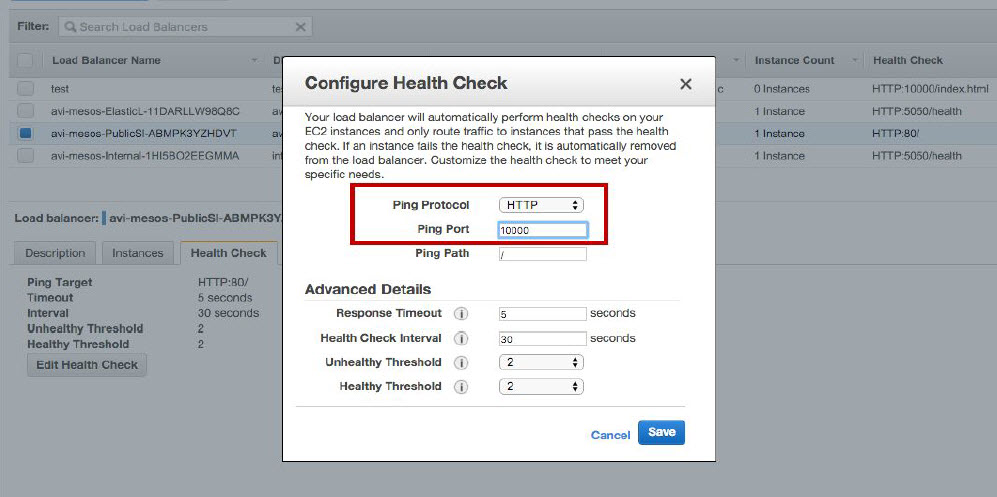 Filter:
Search Load Balancers
Load Balancer Name
Instance Count
Health Check
test
0 Instances
HTTP:10000/index.html
avi-mesos-ElasticL-11DARLLW98Q8C
1 Instance
HTTP:5050/health
avi-mesos-PublicSl-ABMPK3YZHDVT
1 Instance
HTTP:80/
avi-mesos-Internal-1HI5BO2EEGMMA
1 Instance
HTTP:5050/health
Configure Health Check
Your load balancer will automatically perform health checks on your
EC2 instances and only route traffic to instances that pass the health
check. If an instance fails the health check, it is automatically removed
from the load balancer. Customize the health check to meet your
specific needs.
Ping Protocol HTTP
Ping Port 10000
Ping Path /
Advanced Details
Response Timeout i 5 seconds
Health Check Interval i 30 seconds
Unhealthy Threshold i 2
Healthy Threshold i 2
Cancel Save
Load balancer: avi-mesos-PublicSl-ABMPK3Y
Description Instances Health Check
Ping Target HTTP:80/
Timeout 5 seconds
Interval 30 seconds
Unhealthy Threshold 2
Healthy Threshold 2
Edit Health Check